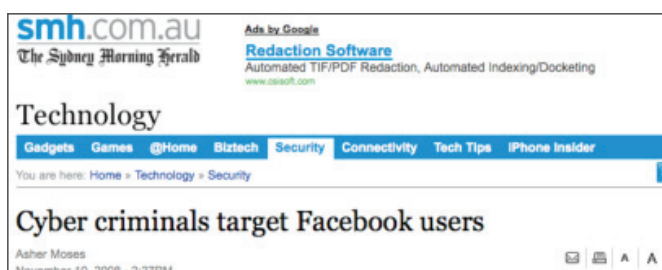 smh.com.au
The Sydney Morning Herald
Ads by Google
Redaction Software
Automated TIF/PDF Redaction, Automated Indexing/Docketing
www.csisoft.com
Technology
Gadgets Games @Home Biztech Security Connectivity Tech Tips iPhone Insider
You are here: Home » Technology » Security
Cyber criminals target Facebook users
Asher Moses
A A